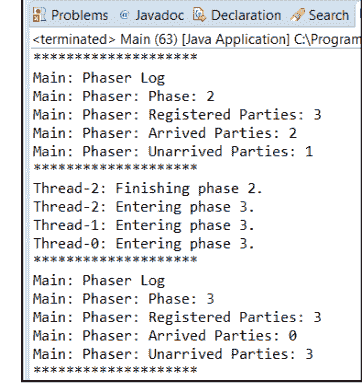 Problems @ Javadoc Declaration Search
<terminated> Main (63) [Java Application] C:\Program
********************
Main: Phaser Log
Main: Phaser: Phase: 2
Main: Phaser: Registered Parties: 3
Main: Phaser: Arrived Parties: 2
Main: Phaser: Unarrived Parties: 1
********************
Thread-2: Finishing phase 2.
Thread-2: Entering phase 3.
Thread-1: Entering phase 3.
Thread-0: Entering phase 3.
********************
Main: Phaser Log
Main: Phaser: Phase: 3
Main: Phaser: Registered Parties: 3
Main: Phaser: Arrived Parties: 0
Main: Phaser: Unarrived Parties: 3
********************